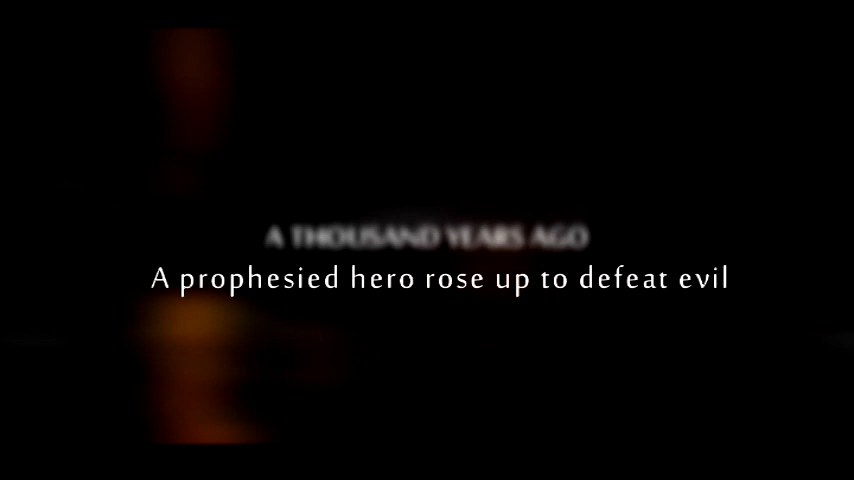 A THOUSAND YEARS AGO
A prophesied hero rose up to defeat evil